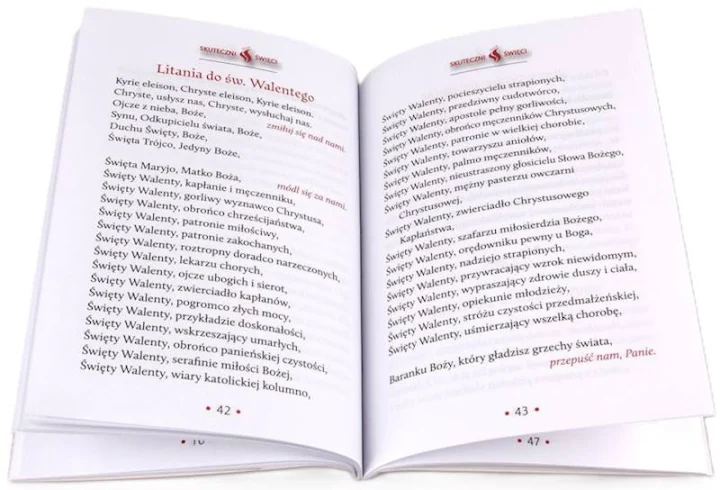 SKUTECZNI ŚWIĘCI
Litania do św. Walentego
Kyrie eleison, Chryste eleison, Kyrie eleison.
Chryste, usłysz nas, Chryste, wysłuchaj nas.
Ojcze z nieba, Boże,
zmiłuj się nad nami.
Synu, Odkupicielu świata, Boże,
Duchu Święty, Boże,
Święta Trójco, Jedyny Boże,
Święta Maryjo, Matko Boża,
módl się za nami.
Święty Walenty, kapłanie i męczenniku,
Święty Walenty, gorliwy wyznawco Chrystusa,
Święty Walenty, obrońco chrześcijaństwa,
Święty Walenty, patronie miłościwy,
Święty Walenty, patronie zakochanych,
Święty Walenty, roztropny doradco narzeczonych,
Święty Walenty, lekarzu chorych,
Święty Walenty, ojcze ubogich i sierot,
Święty Walenty, zwierciadło kapłanów,
Święty Walenty, pogromco złych mocy,
Święty Walenty, przykładzie doskonałości,
Święty Walenty, wskrzeszający umarłych,
Święty Walenty, obrońco panieńskiej czystości,
Święty Walenty, serafinie miłości Bożej,
Święty Walenty, wiary katolickiej kolumno,
• 42 •
SKUTECZNI ŚWIĘCI
Święty Walenty, pocieszycielu strapionych,
Święty Walenty, przedziwny cudotwórco,
Święty Walenty, apostole pełny gorliwości,
Święty Walenty, obrońco męczenników Chrystusowych,
Święty Walenty, patronie w wielkiej chorobie,
Święty Walenty, towarzyszu aniołów,
Święty Walenty, palmo męczenników,
Święty Walenty, nieustraszony głosicielu Słowa Bożego,
Święty Walenty, mężny pasterzu owczarni
Chrystusowej,
Święty Walenty, zwierciadło Chrystusowego
Kapłaństwa,
Święty Walenty, szafarzu miłosierdzia Bożego,
Święty Walenty, orędowniku pewny u Boga,
Święty Walenty, nadziejo strapionych,
Święty Walenty, przywracający wzrok niewidomym,
Święty Walenty, wypraszający zdrowie duszy i ciała,
Święty Walenty, opiekunie młodzieży,
Święty Walenty, stróżu czystości przedmałżeńskiej,
Święty Walenty, uśmierzający wszelką chorobę,
Baranku Boży, który gładzisz grzechy świata,
przepuść nam, Panie.
• 43 •
• 47 •